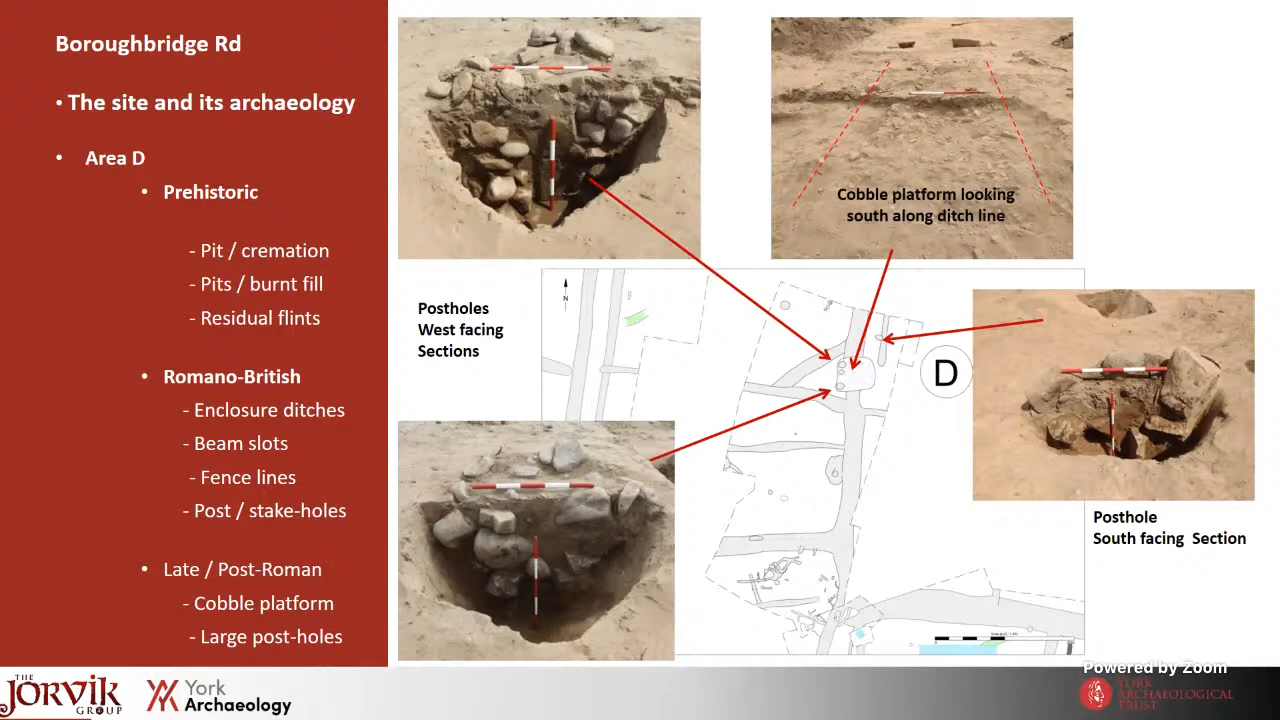 Boroughbridge Rd
• The site and its archaeology
• Area D
• Prehistoric
- Pit / cremation
- Pits / burnt fill
- Residual flints
• Romano-British
- Enclosure ditches
- Beam slots
- Fence lines
- Post / stake-holes
• Late / Post-Roman
- Cobble platform
- Large post-holes
Cobble platform looking
south along ditch line
Postholes
West facing
Sections
N
D
Posthole
South facing Section
Powered by Zoom
THE
JORVIK
GROUP
York
Archaeology
YORK
ARCHAEOLOGICAL
TRUST